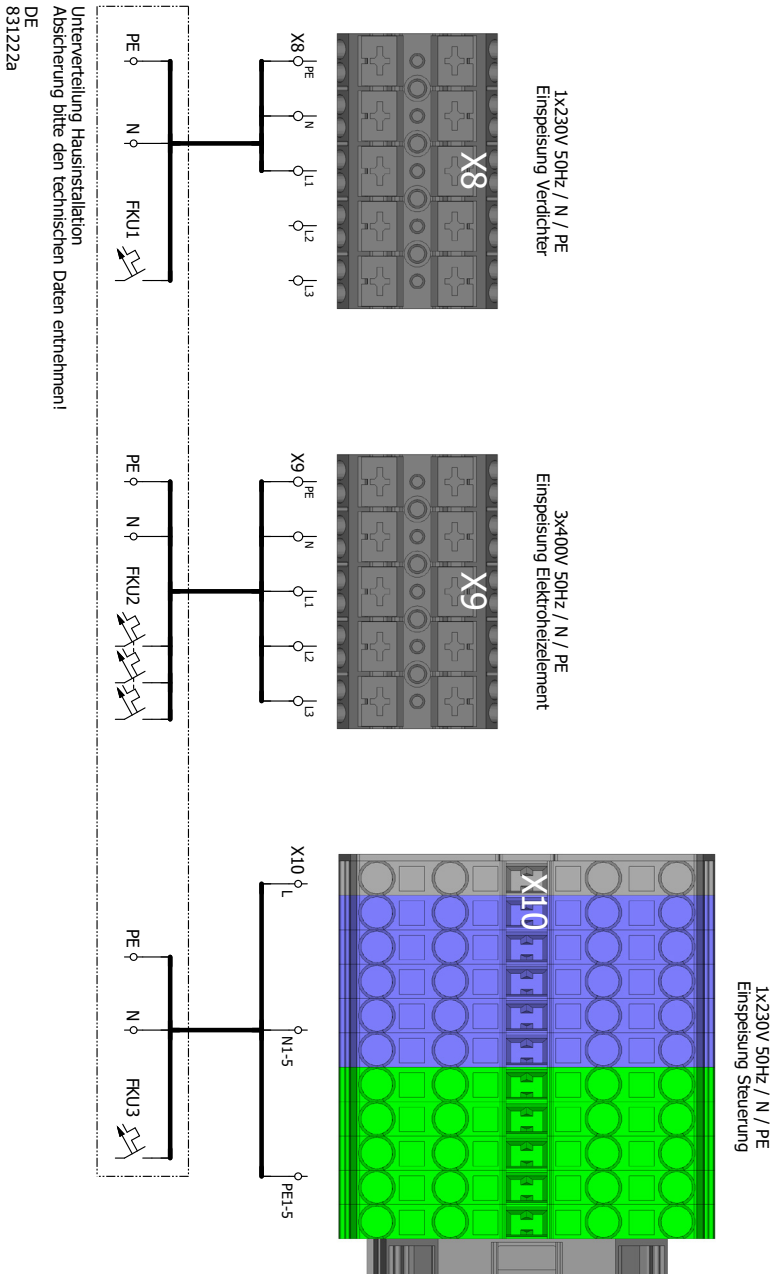 1x230V 50Hz / N / PE
Einspeisung Verdichter
X8
X8
PE
N
L1
L2
L3
PE
N
FKU1
3x400V 50Hz / N / PE
Einspeisung Elektroheizelement
X9
X9
PE
N
L1
L2
L3
PE
N
FKU2
1x230V 50Hz / N / PE
Einspeisung Steuerung
X10
X10
L
N1-5
PE1-5
PE
N
FKU3
Unterverteilung Hausinstallation
Absicherung bitte den technischen Daten entnehmen!
DE
831222a